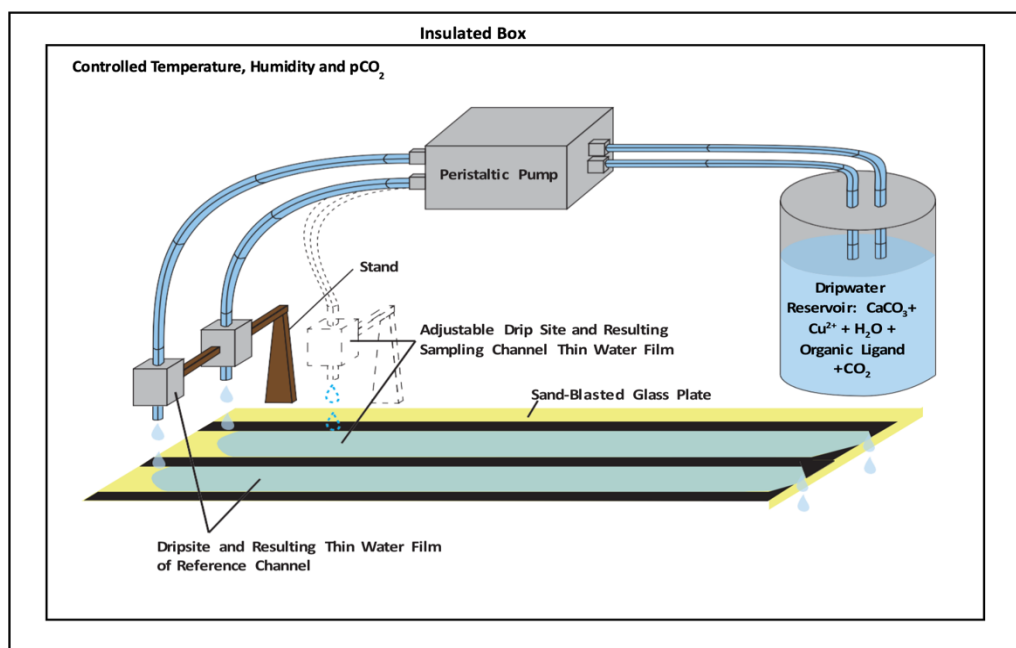 Insulated Box
Controlled Temperature, Humidity and pCO₂
Peristaltic Pump
Stand
Dripwater
Reservoir: CaCO₃+
Cu²⁺ + H₂O +
Organic Ligand
+CO₂
Adjustable Drip Site and Resulting
Sampling Channel Thin Water Film
Sand-Blasted Glass Plate
Dripsite and Resulting Thin Water Film
of Reference Channel